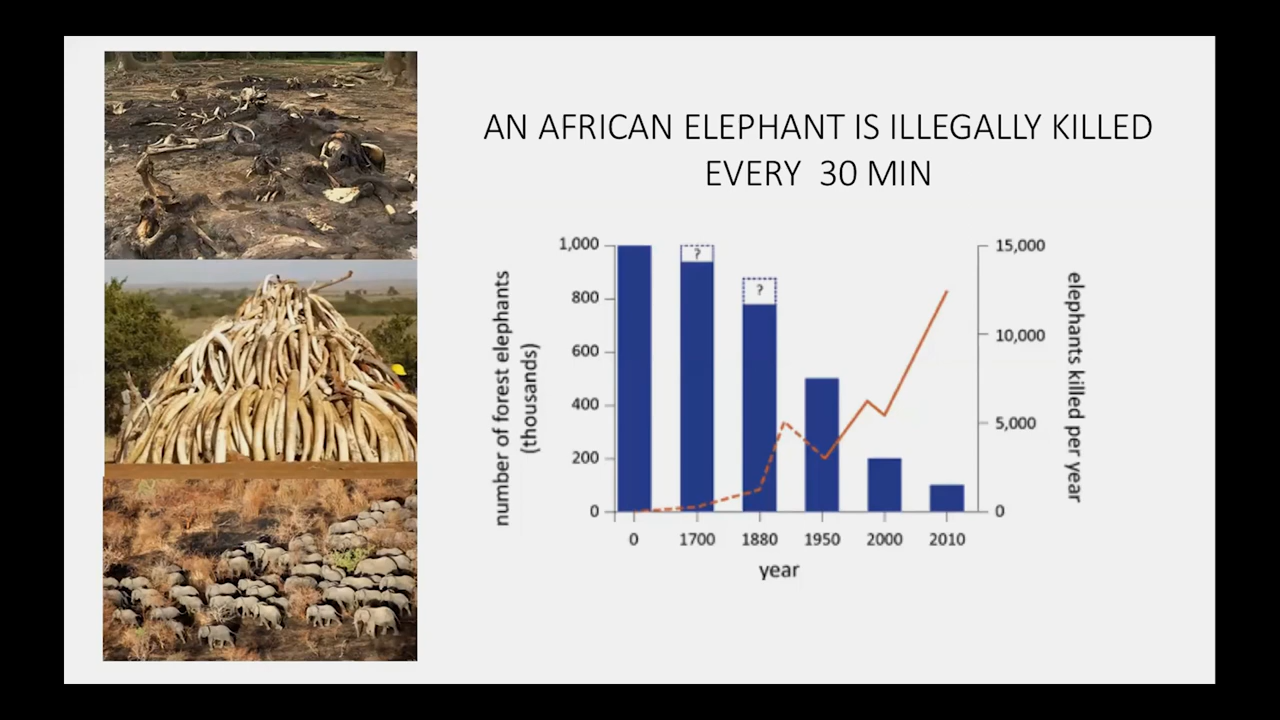 AN AFRICAN ELEPHANT IS ILLEGALLY KILLED
EVERY 30 MIN
number of forest elephants
(thousands)
1,000
800
600
400
200
0
?
?
15,000
10,000
5,000
0
elephants killed per year
0 1700 1880 1950 2000 2010
year